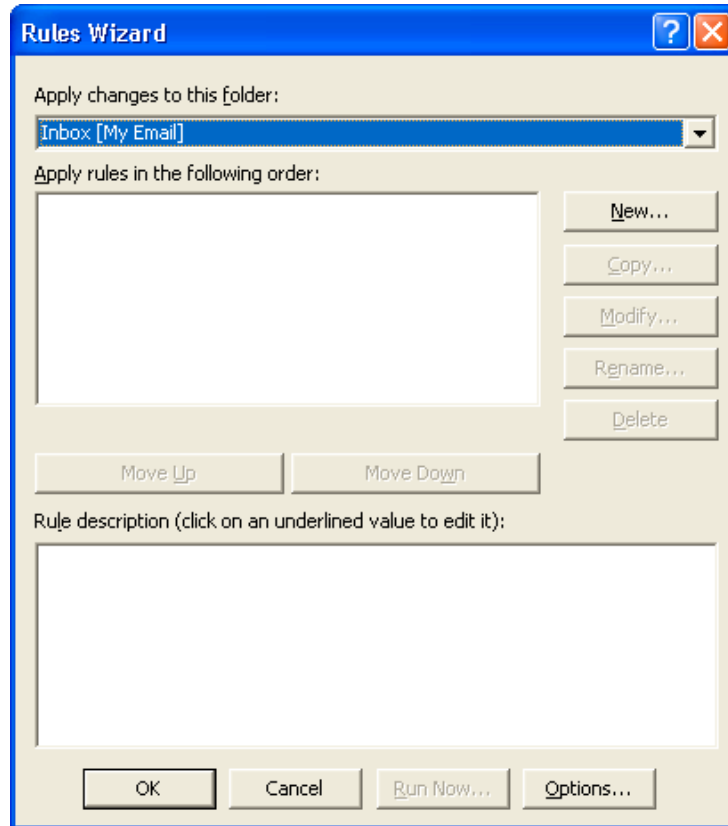 Rules Wizard
Apply changes to this folder:
Inbox [My Email]
Apply rules in the following order:
New...
Copy...
Modify...
Rename...
Delete
Move Up
Move Down
Rule description (click on an underlined value to edit it):
OK
Cancel
Run Now...
Options...